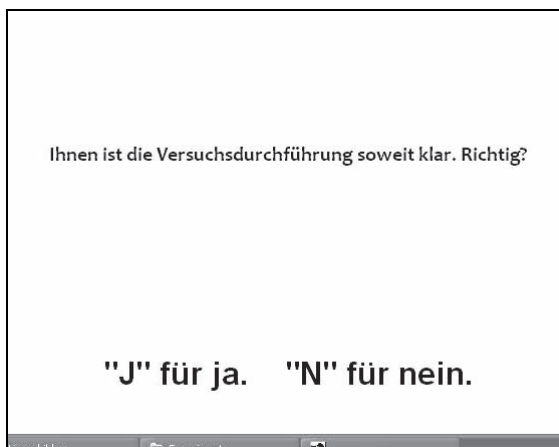 Ihnen ist die Versuchsdurchführung soweit klar. Richtig?
"J" für ja. "N" für nein.